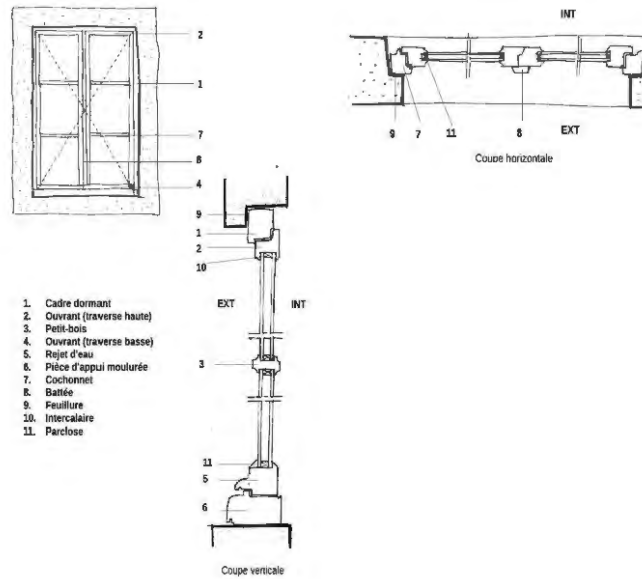 2
1
7
8
4
INT
EXT
9 7 11 8
Coupe horizontale
9
1
2
10
EXT INT
3
11
5
6
Coupe verticale
1. Cadre dormant
2. Ouvrant (traverse haute)
3. Petit-bois
4. Ouvrant (traverse basse)
5. Rejet d'eau
6. Pièce d'appui moulurée
7. Cochonnet
8. Battée
9. Feuillure
10. Intercalaire
11. Parclose